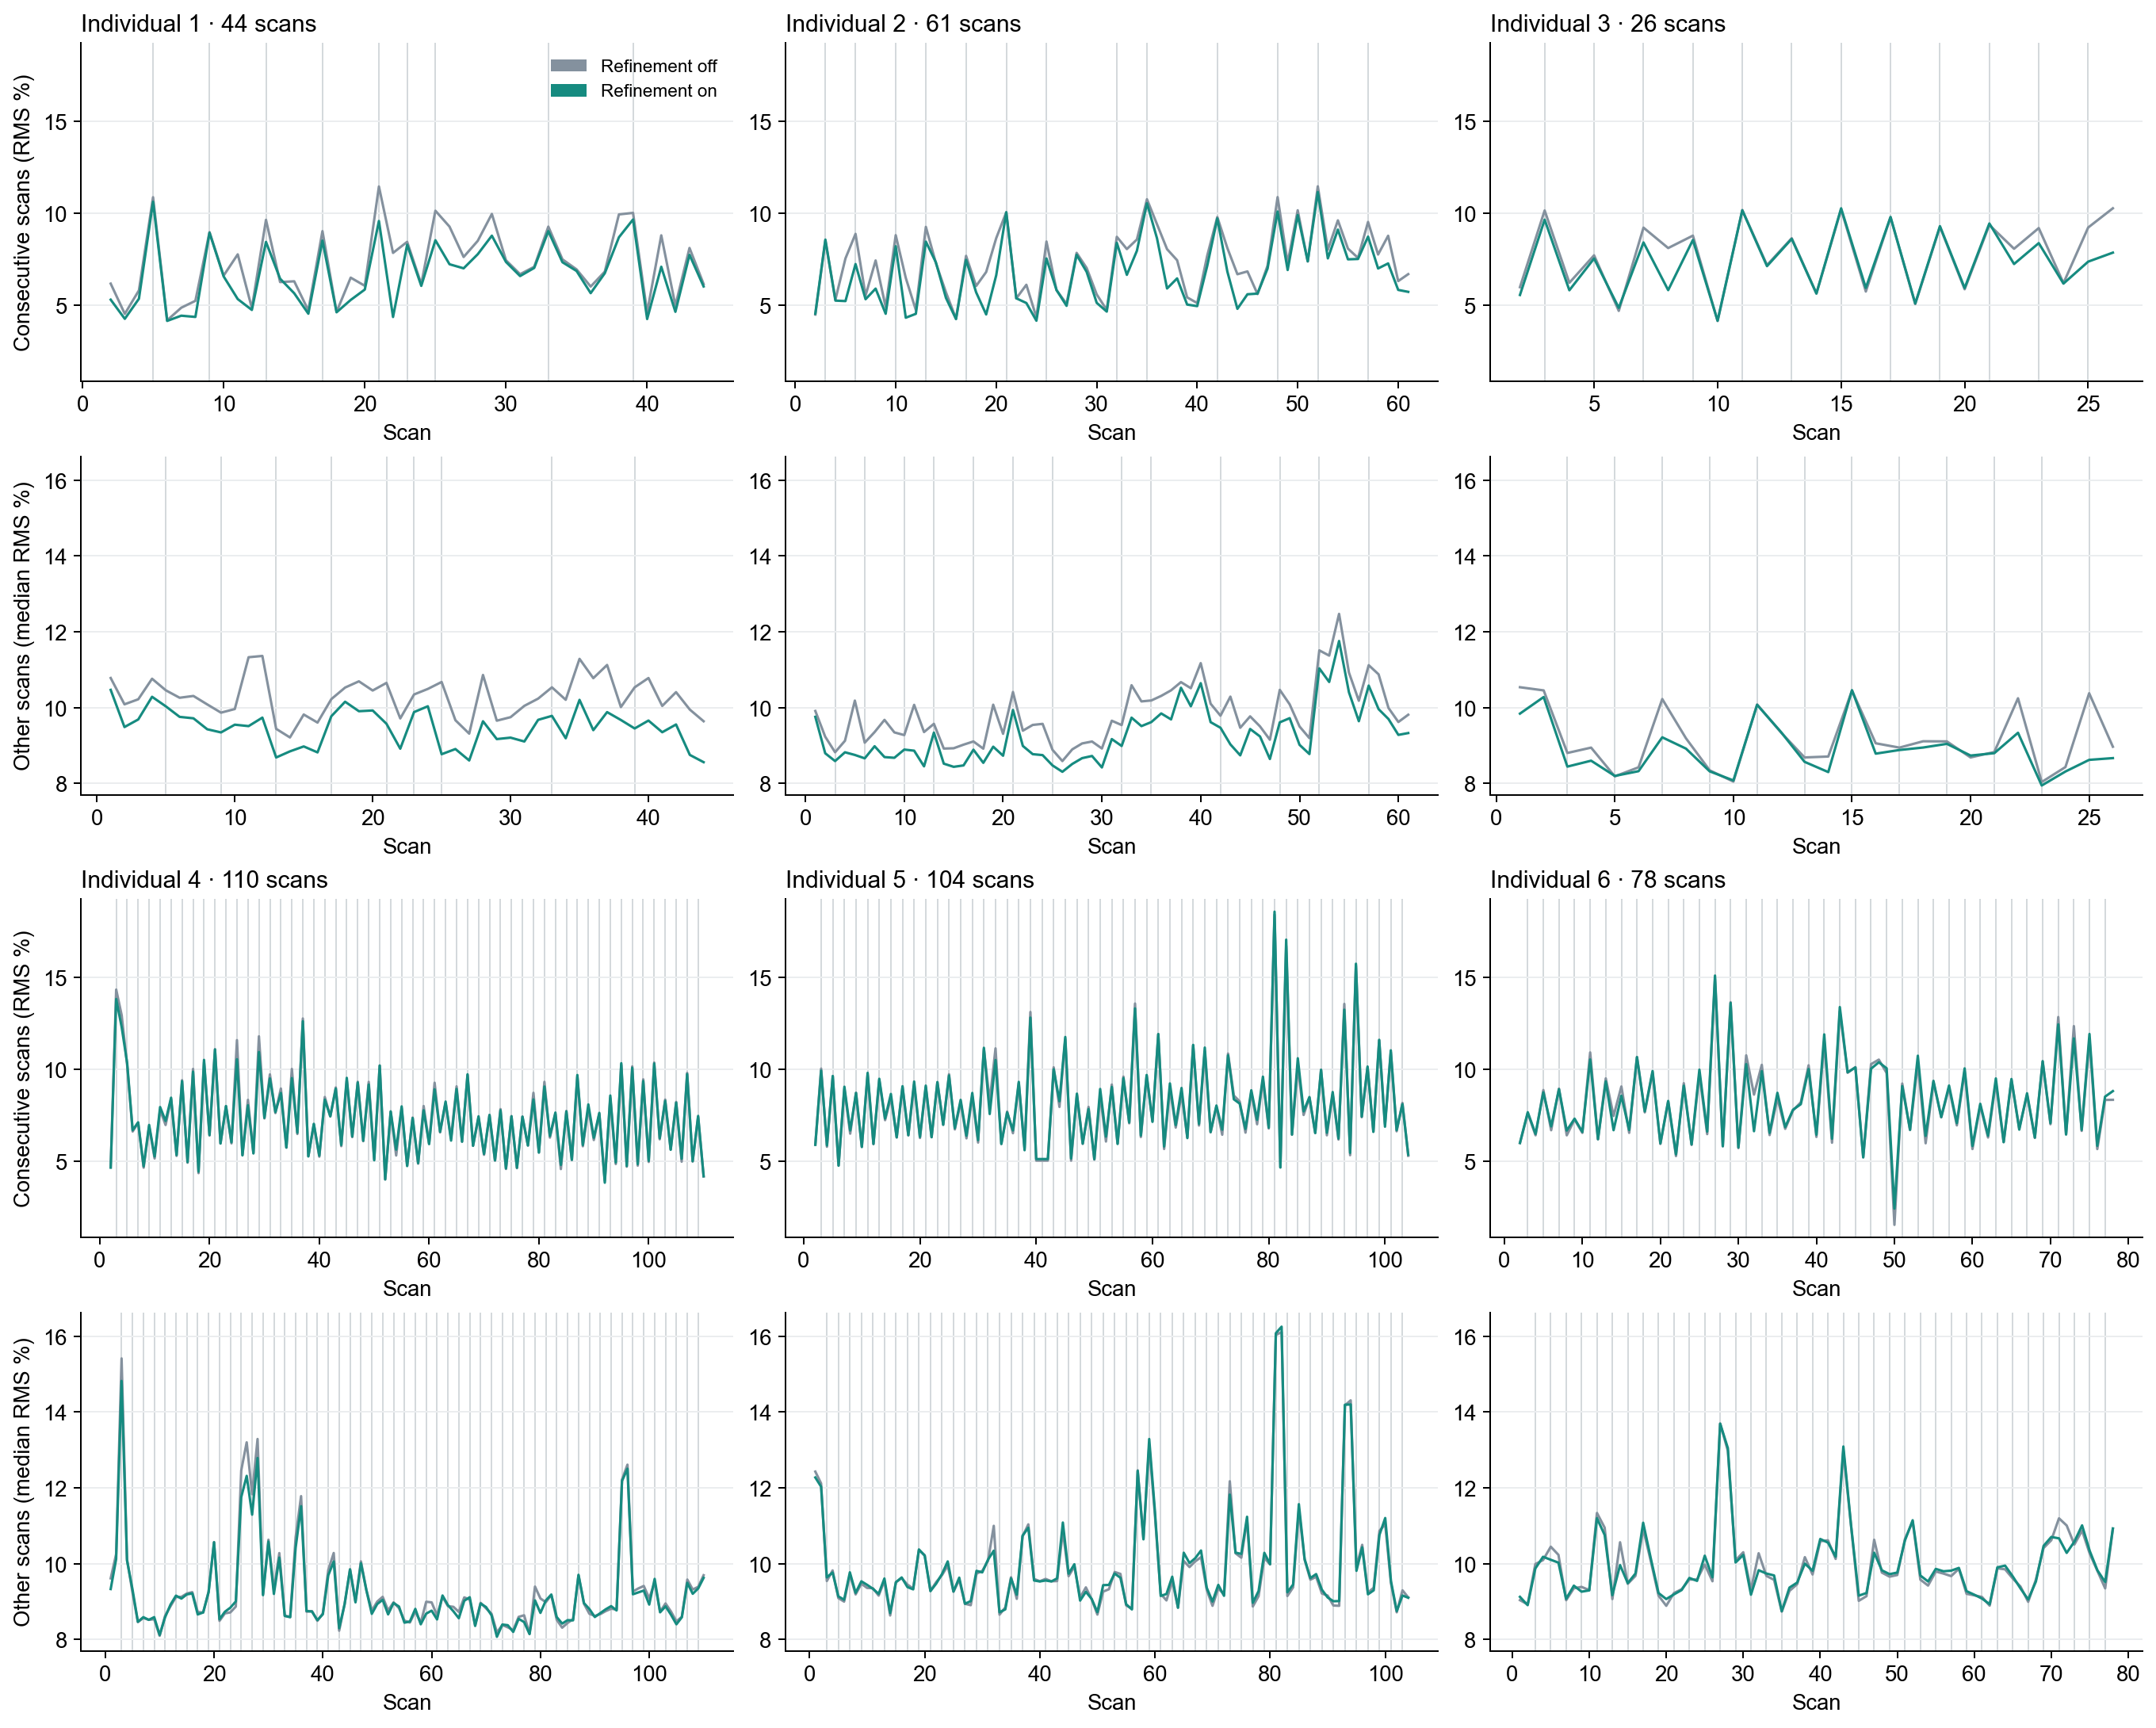 Individual 1 · 44 scans
Individual 2 · 61 scans
Individual 3 · 26 scans
Consecutive scans (RMS %)
Refinement off
Refinement on
15
10
5
0 10 20 30 40
Scan
15
10
5
0 10 20 30 40 50 60
Scan
15
10
5
5 10 15 20 25
Scan
Other scans (median RMS %)
16
14
12
10
8
0 10 20 30 40
Scan
16
14
12
10
8
0 10 20 30 40 50 60
Scan
16
14
12
10
8
0 5 10 15 20 25
Scan
Individual 4 · 110 scans
Individual 5 · 104 scans
Individual 6 · 78 scans
Consecutive scans (RMS %)
15
10
5
0 20 40 60 80 100
Scan
15
10
5
0 20 40 60 80 100
Scan
15
10
5
0 10 20 30 40 50 60 70 80
Scan
Other scans (median RMS %)
16
14
12
10
8
0 20 40 60 80 100
Scan
16
14
12
10
8
0 20 40 60 80 100
Scan
16
14
12
10
8
0 10 20 30 40 50 60 70 80
Scan